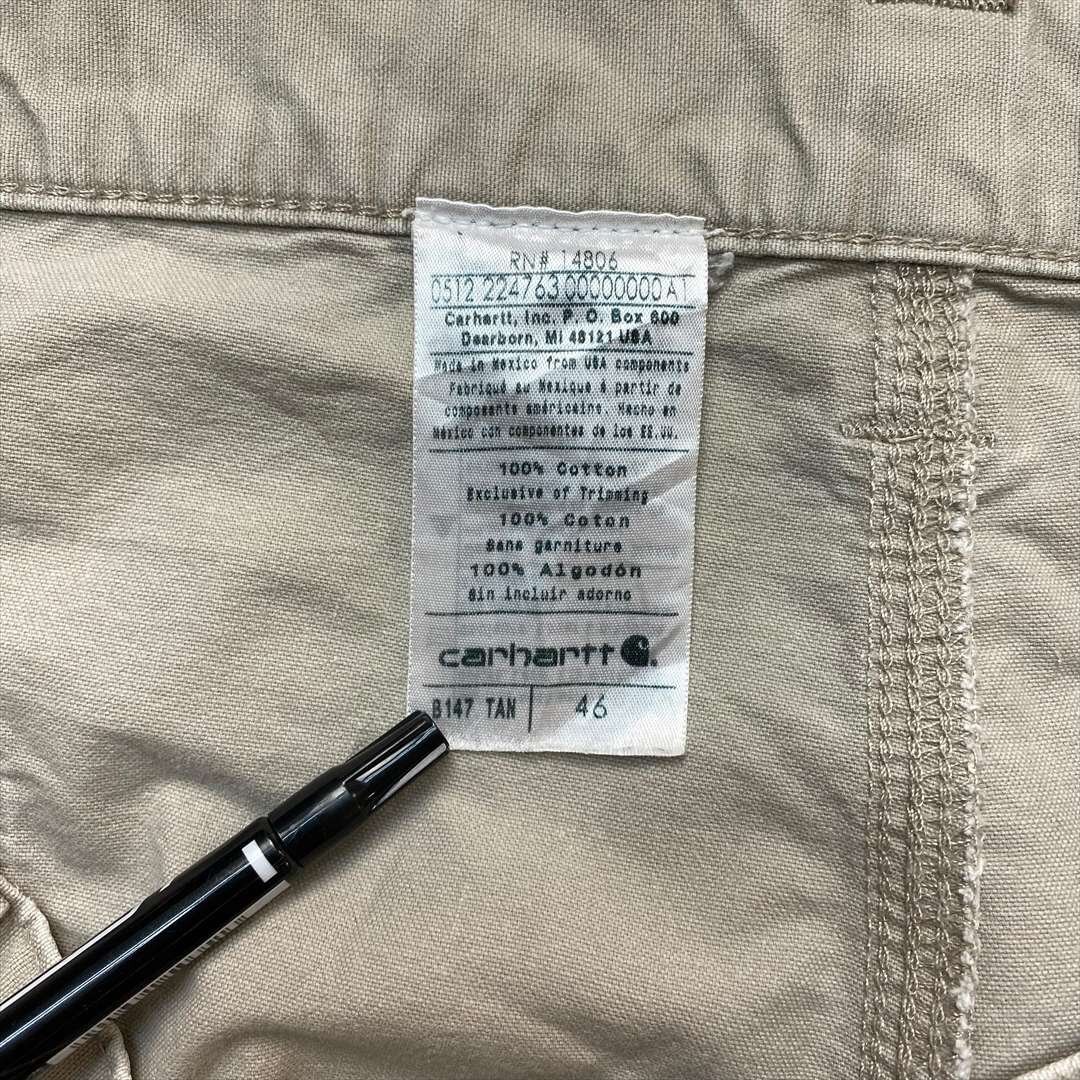 RN# 14806
0512 224763 00000000 A1
Carhartt, Inc. P. O. Box 600
Dearborn, MI 48121 USA
Made in Mexico from USA components
Fabriqué au Mexique à partir de
composants américains. Hecho en
México con componentes de los EE.UU.
100% Cotton
Exclusive of Trimming
100% Coton
Sans garniture
100% Algodón
Sin incluir adorno
carhartt
B147 TAN 46